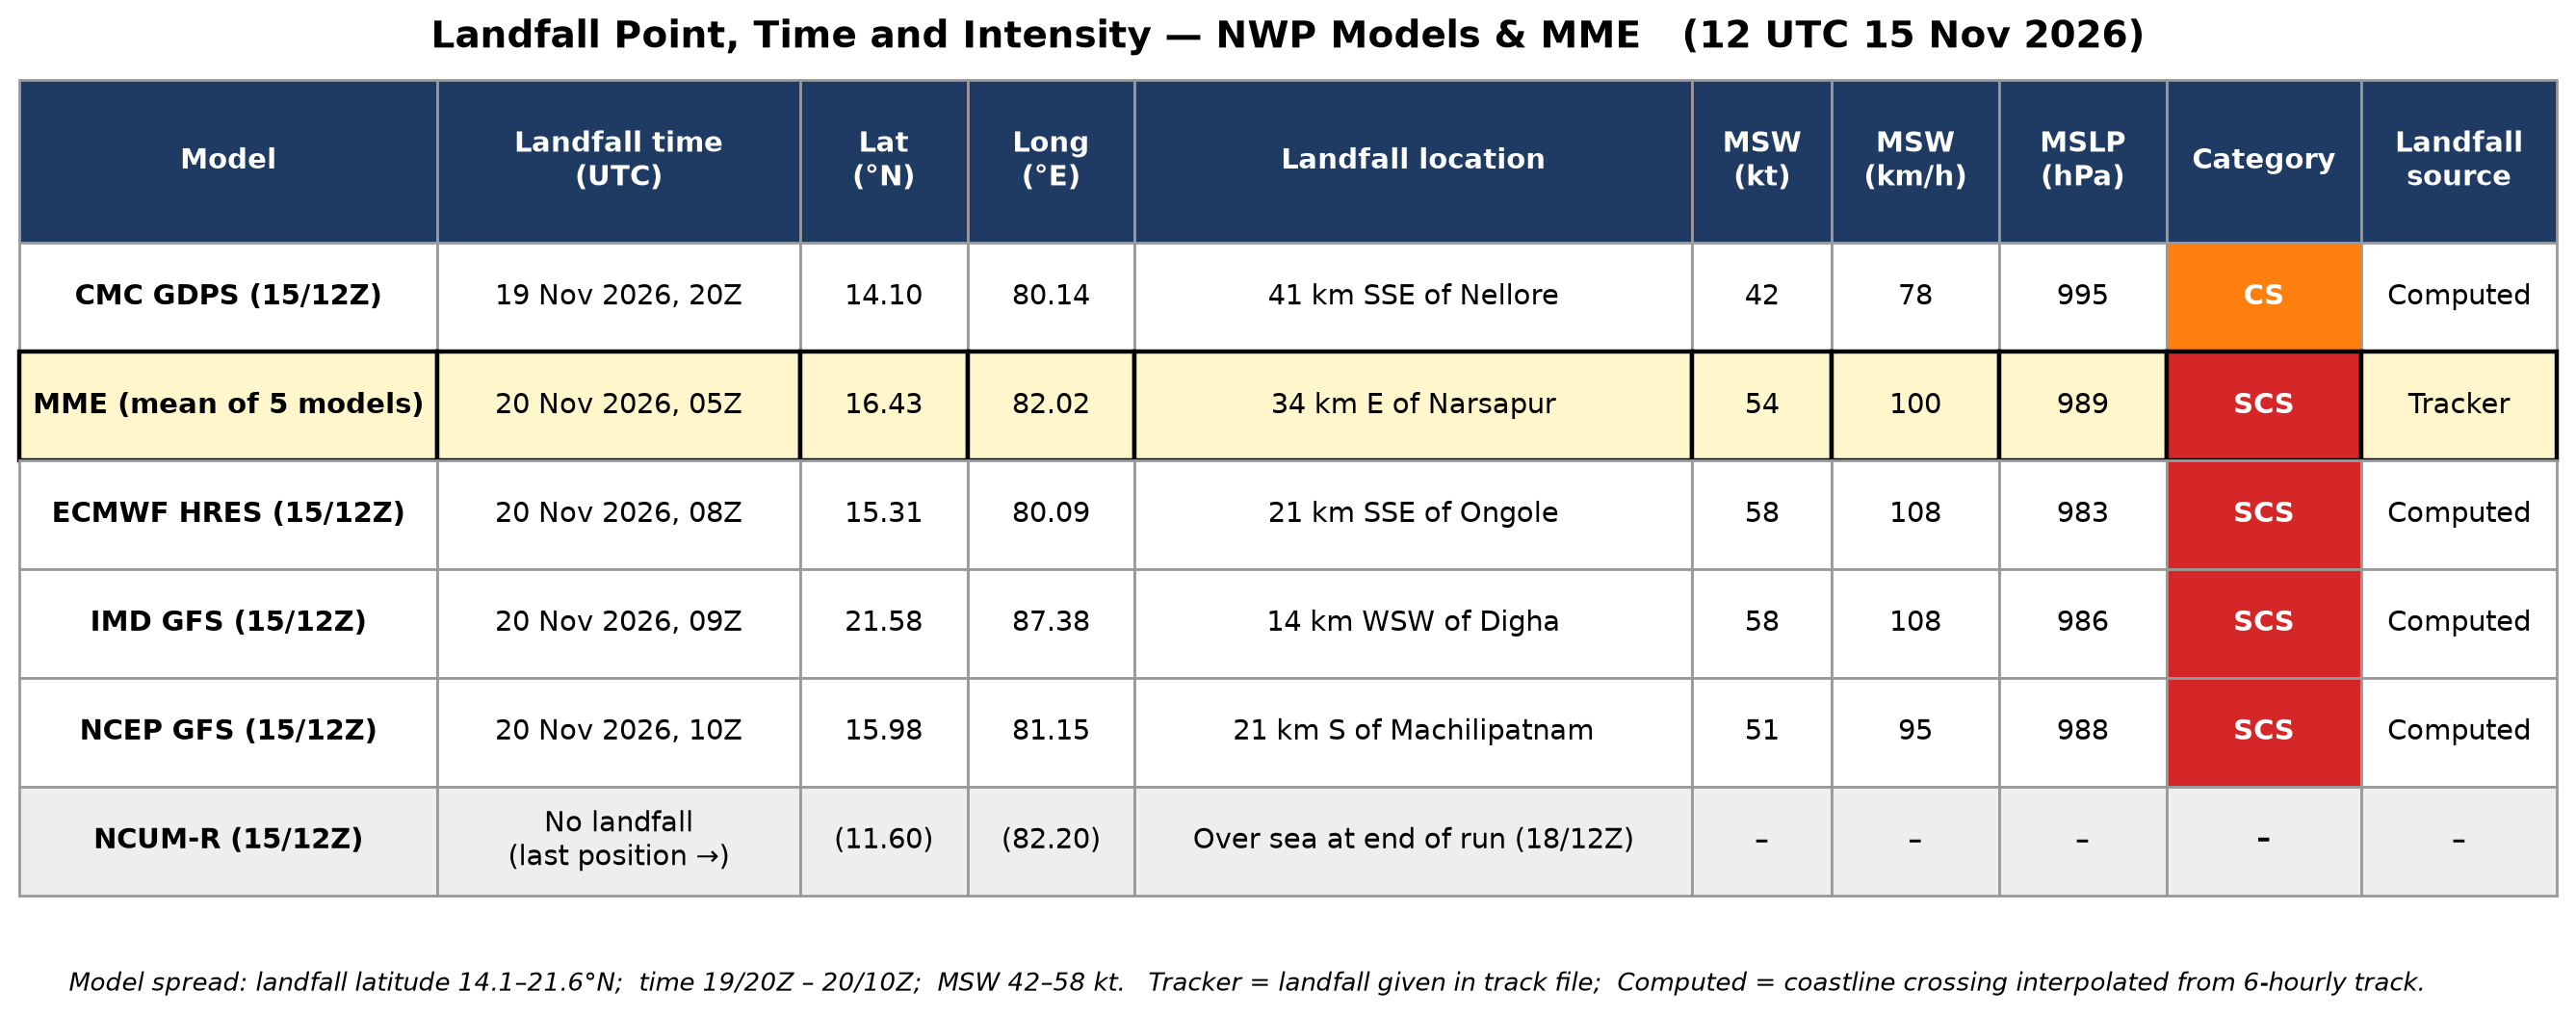 Landfall Point, Time and Intensity — NWP Models & MME (12 UTC 15 Nov 2026)
Model | Landfall time (UTC) | Lat (°N) | Long (°E) | Landfall location | MSW (kt) | MSW (km/h) | MSLP (hPa) | Category | Landfall source
CMC GDPS (15/12Z) | 19 Nov 2026, 20Z | 14.10 | 80.14 | 41 km SSE of Nellore | 42 | 78 | 995 | CS | Computed
MME (mean of 5 models) | 20 Nov 2026, 05Z | 16.43 | 82.02 | 34 km E of Narsapur | 54 | 100 | 989 | SCS | Tracker
ECMWF HRES (15/12Z) | 20 Nov 2026, 08Z | 15.31 | 80.09 | 21 km SSE of Ongole | 58 | 108 | 983 | SCS | Computed
IMD GFS (15/12Z) | 20 Nov 2026, 09Z | 21.58 | 87.38 | 14 km WSW of Digha | 58 | 108 | 986 | SCS | Computed
NCEP GFS (15/12Z) | 20 Nov 2026, 10Z | 15.98 | 81.15 | 21 km S of Machilipatnam | 51 | 95 | 988 | SCS | Computed
NCUM-R (15/12Z) | No landfall (last position →) | (11.60) | (82.20) | Over sea at end of run (18/12Z) | – | – | – | – | –
Model spread: landfall latitude 14.1–21.6°N; time 19/20Z – 20/10Z; MSW 42–58 kt. Tracker = landfall given in track file; Computed = coastline crossing interpolated from 6-hourly track.